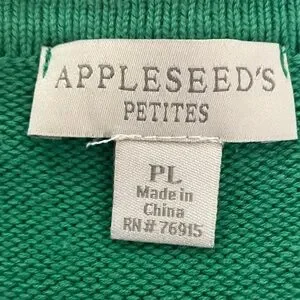 APPLESEED'S
PETITES
PL
Made in
China
RN# 76915